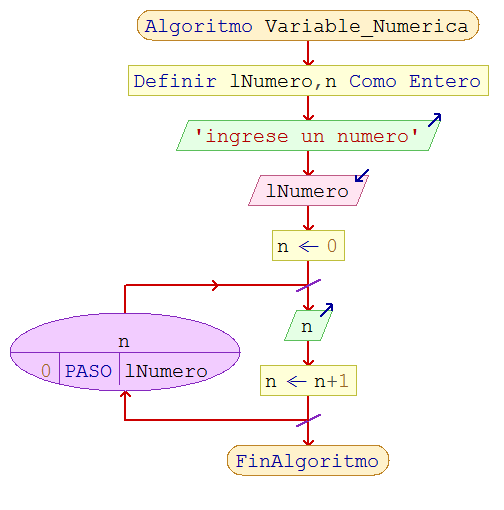 Algoritmo Variable_Numerica
Definir lNumero,n Como Entero
'ingrese un numero'
lNumero
n ← 0
n
n
0 PASO lNumero
n ← n+1
FinAlgoritmo